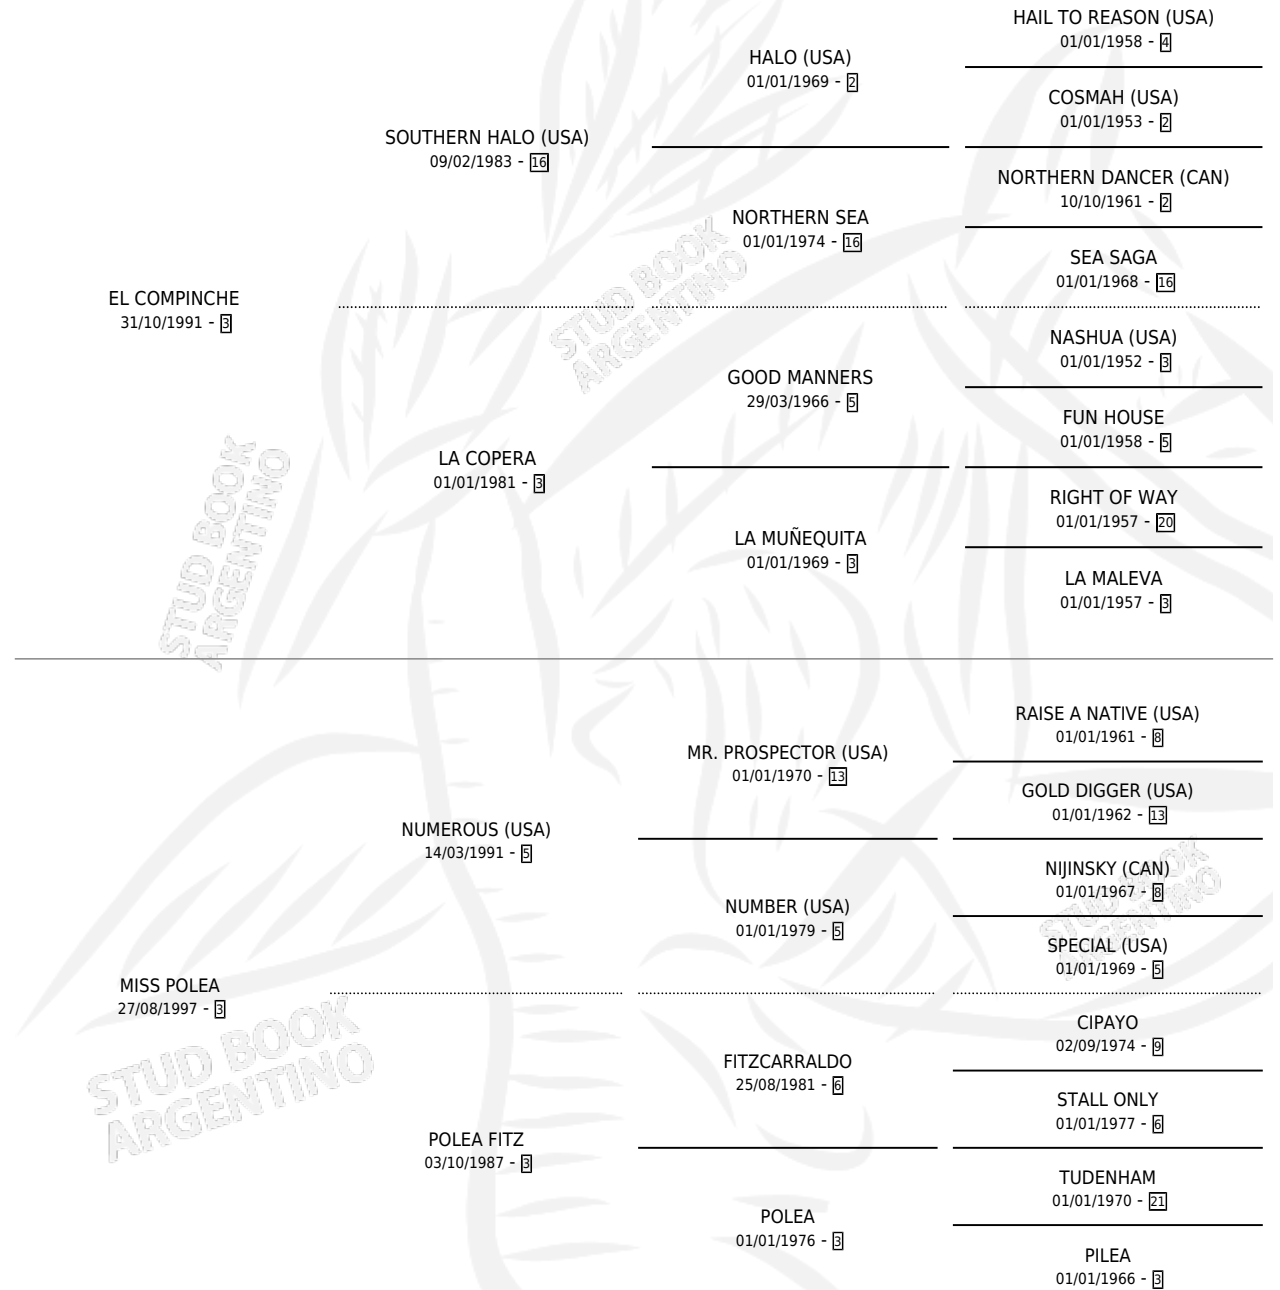 HAIL TO REASON (USA)
01/01/1958 - 4
HALO (USA)
01/01/1969 - 2
COSMAH (USA)
01/01/1953 - 2
SOUTHERN HALO (USA)
09/02/1983 - 16
NORTHERN DANCER (CAN)
10/10/1961 - 2
NORTHERN SEA
01/01/1974 - 16
SEA SAGA
01/01/1968 - 16
EL COMPINCHE
31/10/1991 - 3
NASHUA (USA)
01/01/1952 - 3
GOOD MANNERS
29/03/1966 - 5
FUN HOUSE
01/01/1958 - 5
LA COPERA
01/01/1981 - 3
RIGHT OF WAY
01/01/1957 - 20
LA MUÑEQUITA
01/01/1969 - 3
LA MALEVA
01/01/1957 - 3
RAISE A NATIVE (USA)
01/01/1961 - 8
MR. PROSPECTOR (USA)
01/01/1970 - 13
GOLD DIGGER (USA)
01/01/1962 - 13
NUMEROUS (USA)
14/03/1991 - 5
NIJINSKY (CAN)
01/01/1967 - 8
NUMBER (USA)
01/01/1979 - 5
SPECIAL (USA)
01/01/1969 - 5
MISS POLEA
27/08/1997 - 3
CIPAYO
02/09/1974 - 9
FITZCARRALDO
25/08/1981 - 6
STALL ONLY
01/01/1977 - 6
POLEA FITZ
03/10/1987 - 3
TUDENHAM
01/01/1970 - 21
POLEA
01/01/1976 - 3
PILEA
01/01/1966 - 3
STUD BOOK
ARGENTINO
STUD BOOK
ARGENTINO
STUD BOOK
ARGENTINO
STUD BOOK
ARGENTINO